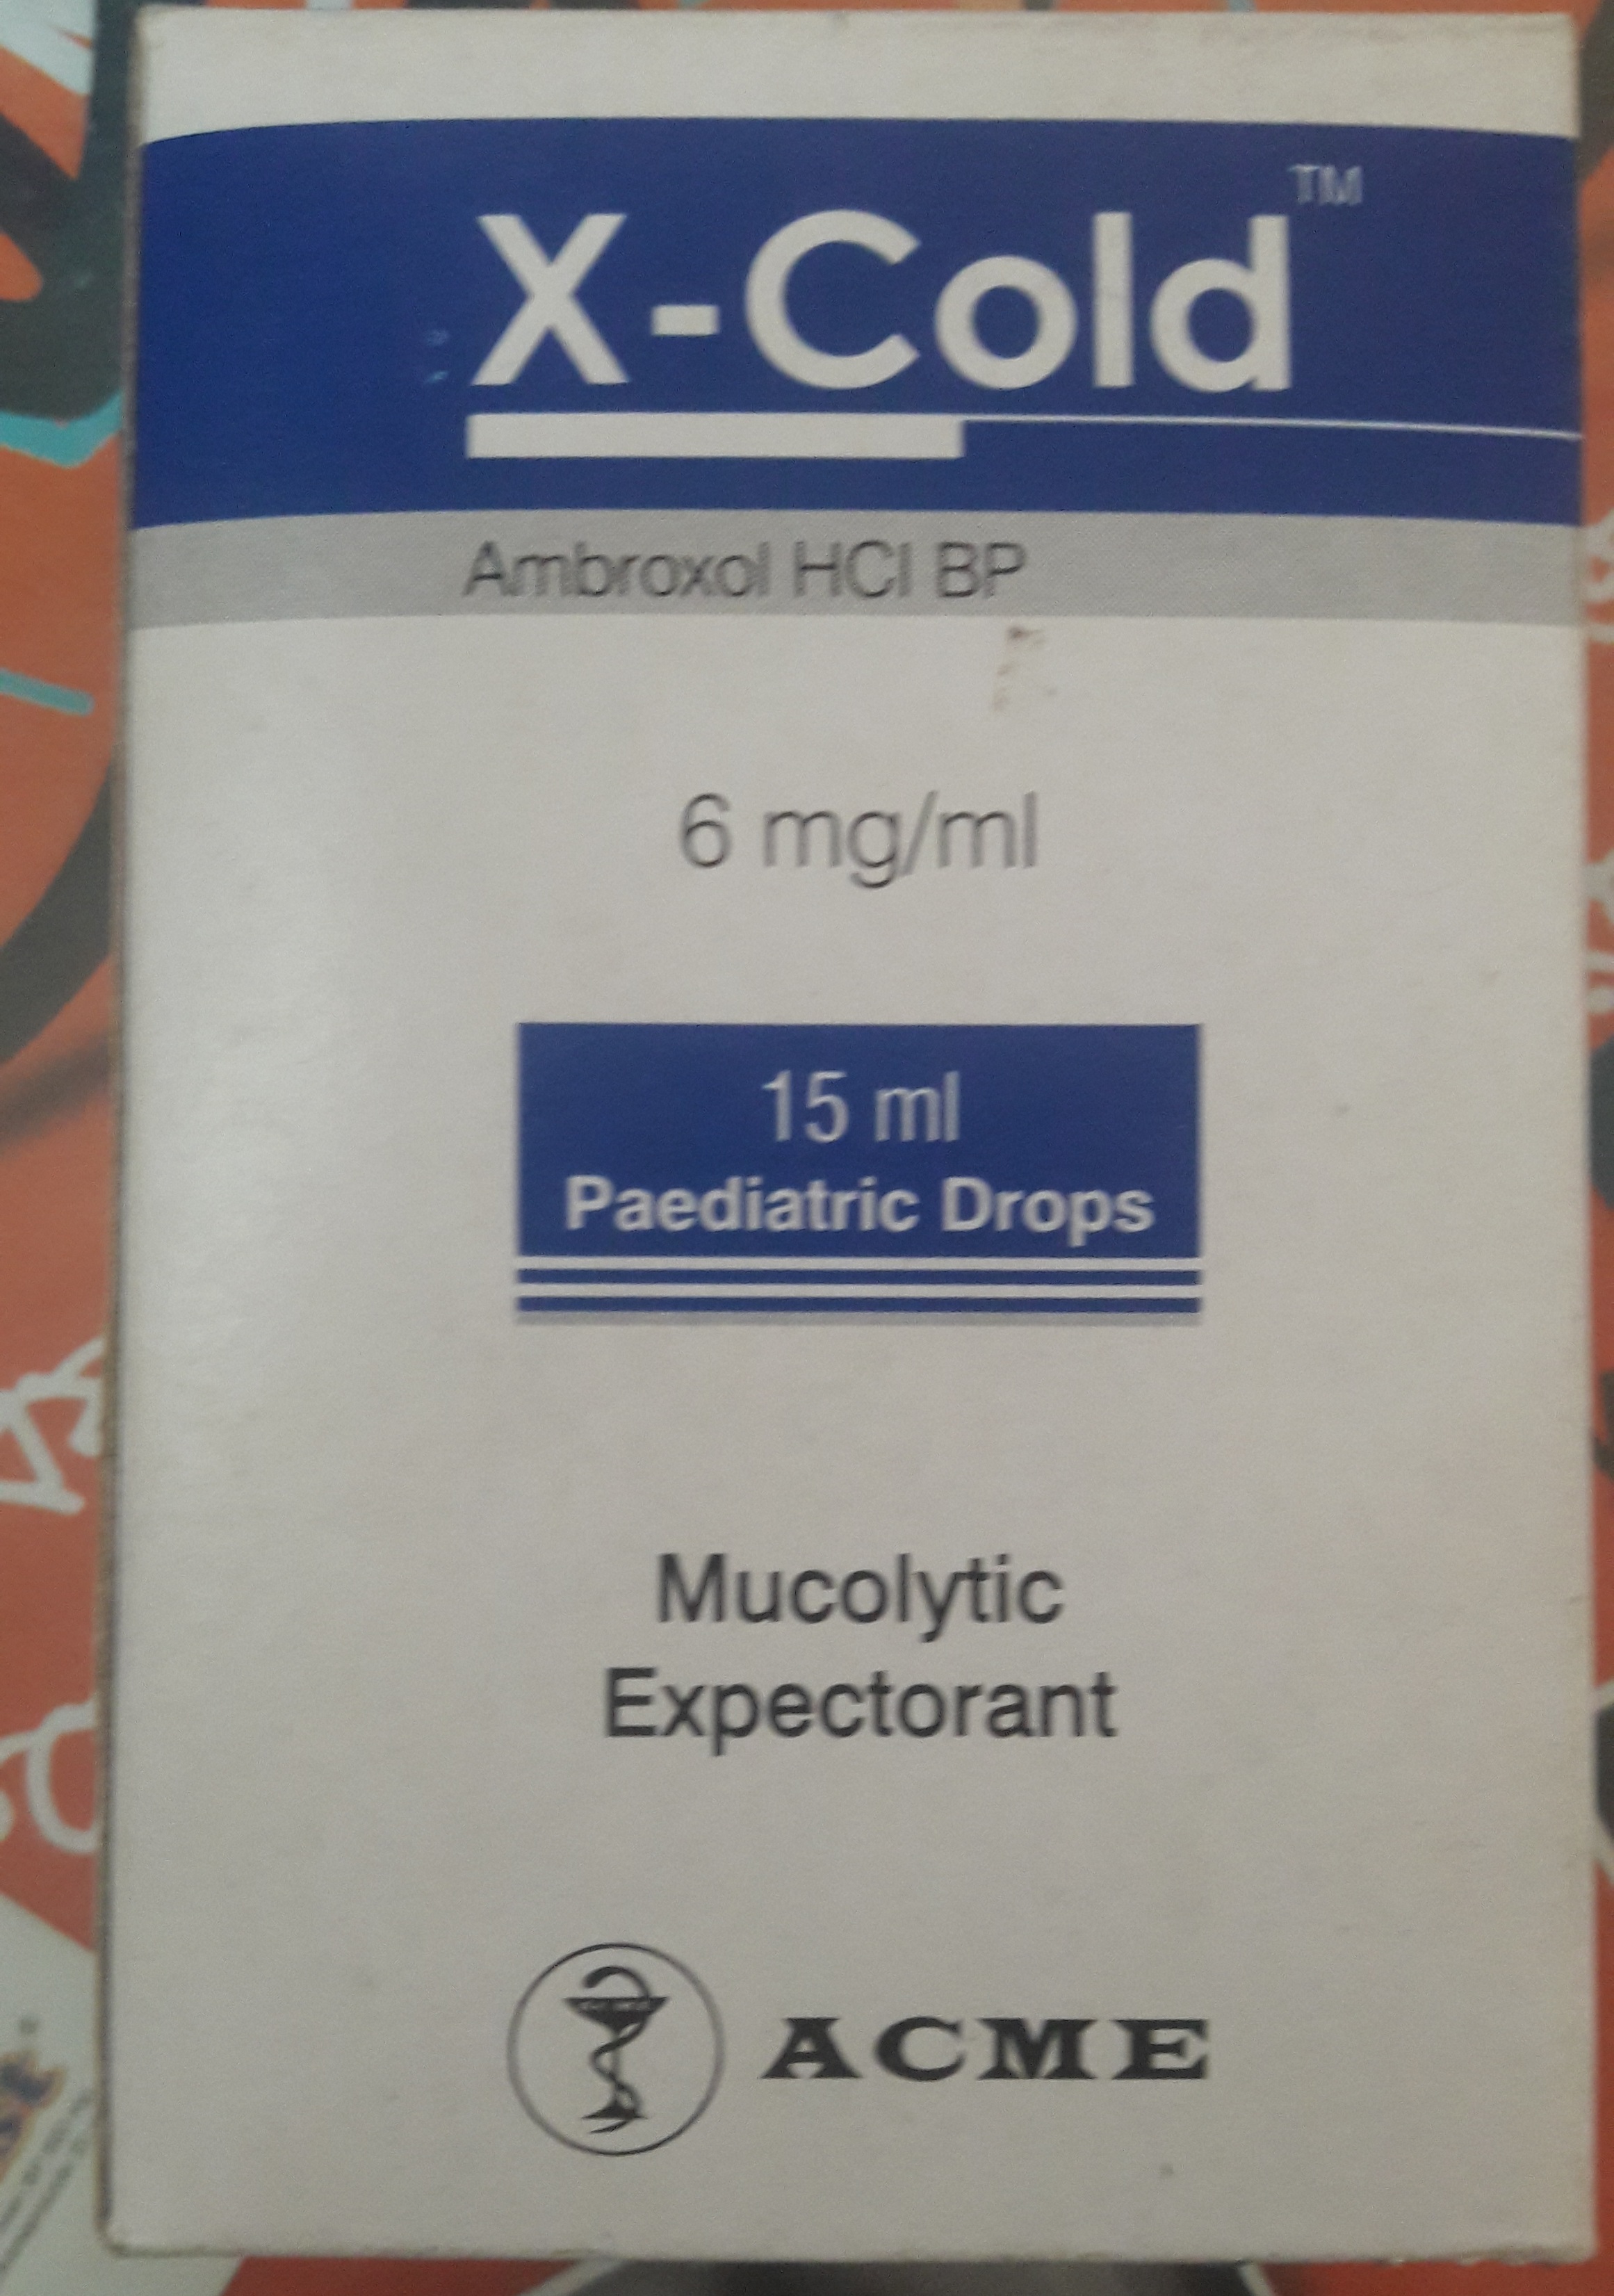 X-Cold™
Ambroxol HCl BP
6 mg/ml
15 ml
Paediatric Drops
Mucolytic
Expectorant
ACME